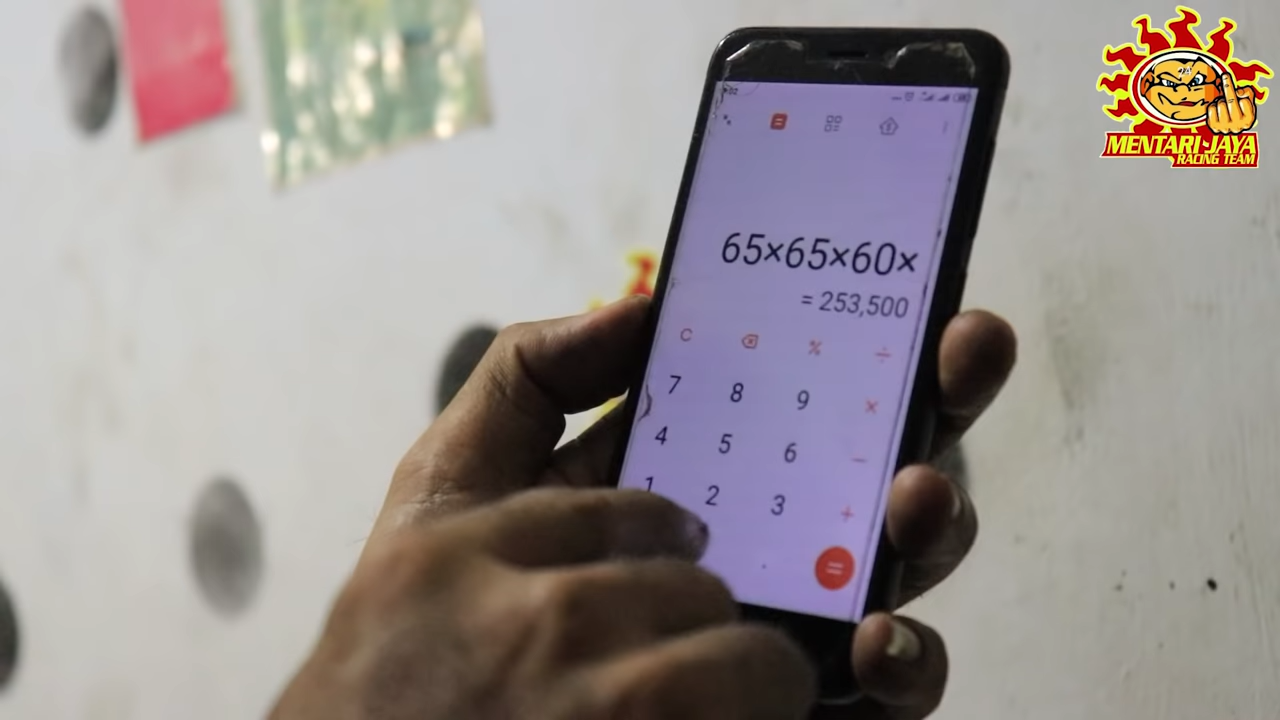 MENTARI-JAYA
RACING TEAM
65×65×60×
= 253,500
C % ÷
7 8 9 ×
4 5 6 −
1 2 3 +
. =